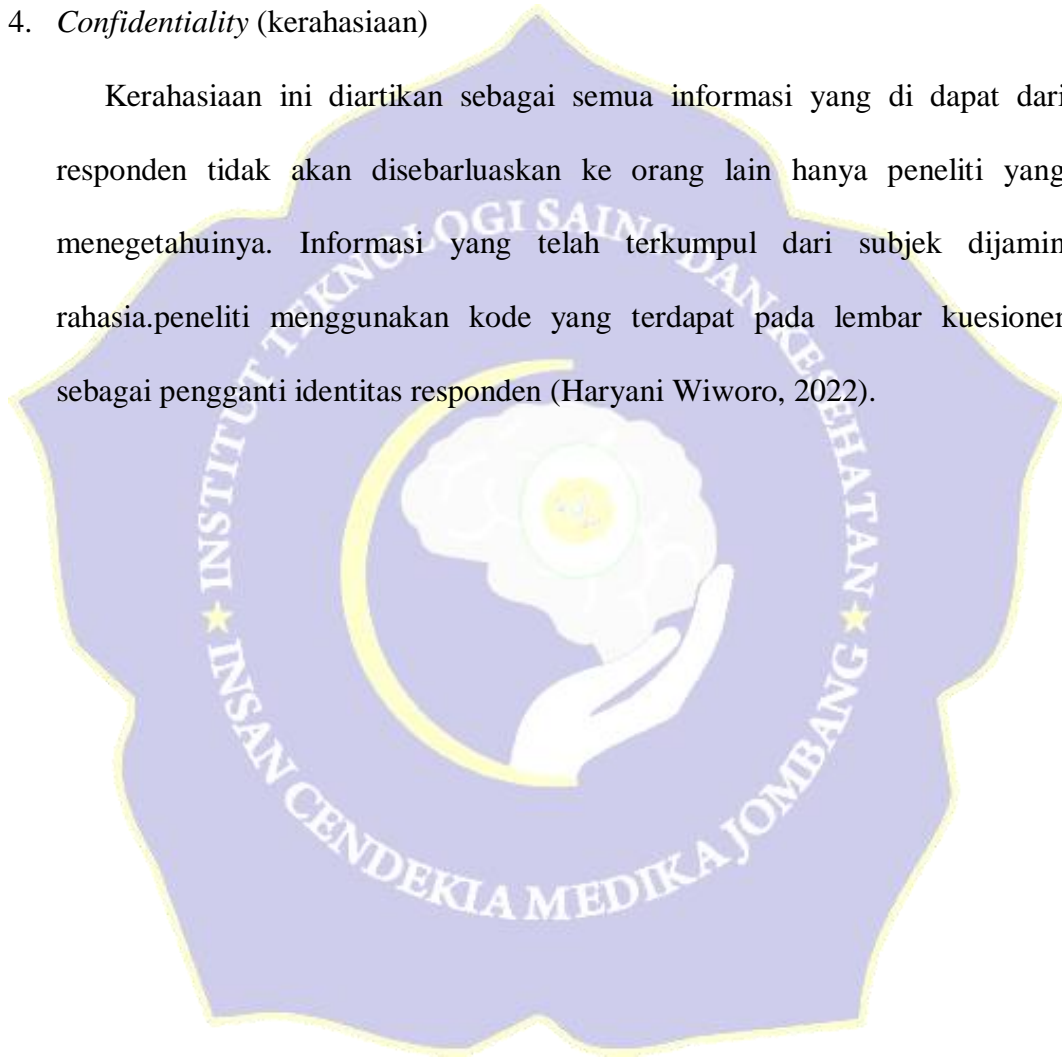 4. Confidentiality (kerahasiaan)
Kerahasiaan ini diartikan sebagai semua informasi yang di dapat dari
responden tidak akan disebarluaskan ke orang lain hanya peneliti yang
menegetahuinya. Informasi yang telah terkumpul dari subjek dijamin
rahasia.peneliti menggunakan kode yang terdapat pada lembar kuesioner
sebagai pengganti identitas responden (Haryani Wiworo, 2022).
INSTITUT TEKNOLOGI SAINS DAN KESEHATAN
INSAN CENDEKIA MEDIKA JOMBANG